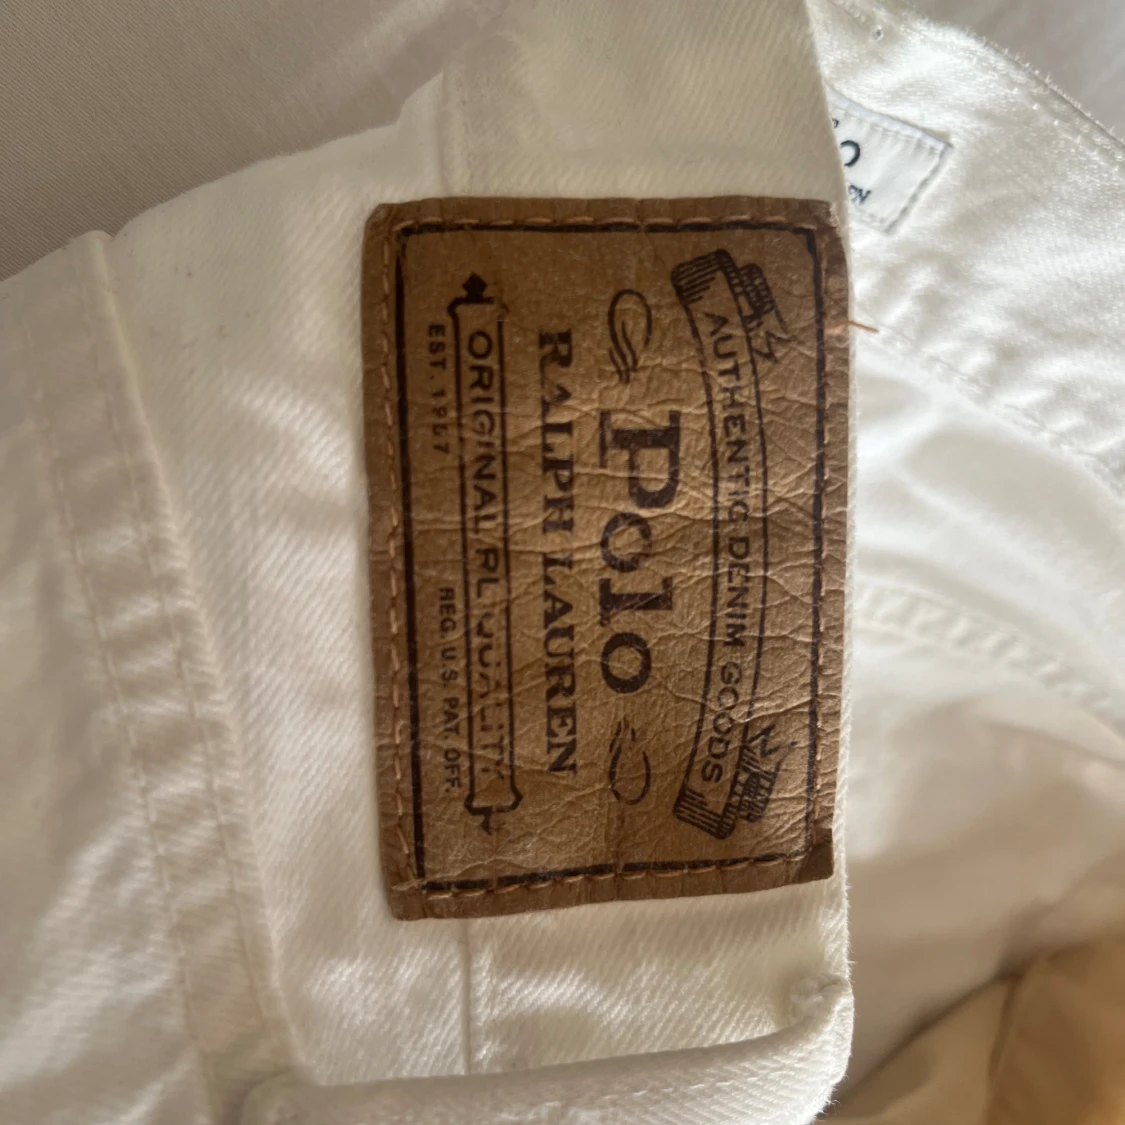 AUTHENTIC DENIM GOODS
Polo
RALPH LAUREN
ORIGINAL RL QUALITY
EST. 1967 REG. U.S. PAT. OFF.